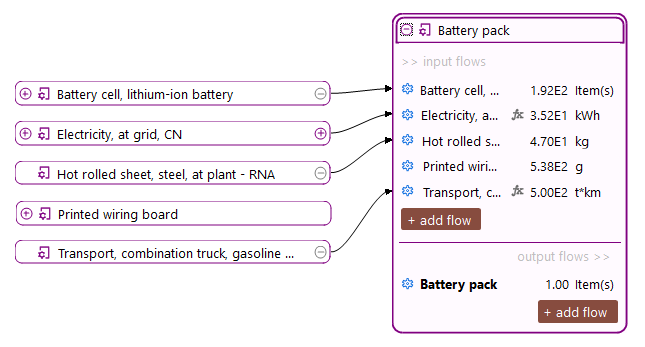 Battery pack
>> input flows
Battery cell, lithium-ion battery
Battery cell, ... 1.92E2 Item(s)
Electricity, at grid, CN
Electricity, a... fx 3.52E1 kWh
Hot rolled sheet, steel, at plant - RNA
Hot rolled s... 4.70E1 kg
Printed wiring board
Printed wiri... 5.38E2 g
Transport, combination truck, gasoline ...
Transport, c... fx 5.00E2 t*km
+ add flow
output flows >>
Battery pack 1.00 Item(s)
+ add flow